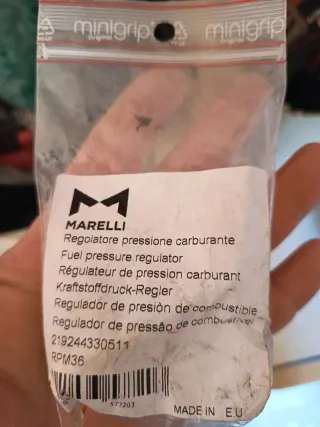 minigrip
minigrip
MARELLI
Regolatore pressione carburante
Fuel pressure regulator
Régulateur de pression carburant
Kraftstoffdruck-Regler
Regulador de presión de combustible
Regulador de pressão de combustível
219244330511
RPM36
577203
MADE IN E.U